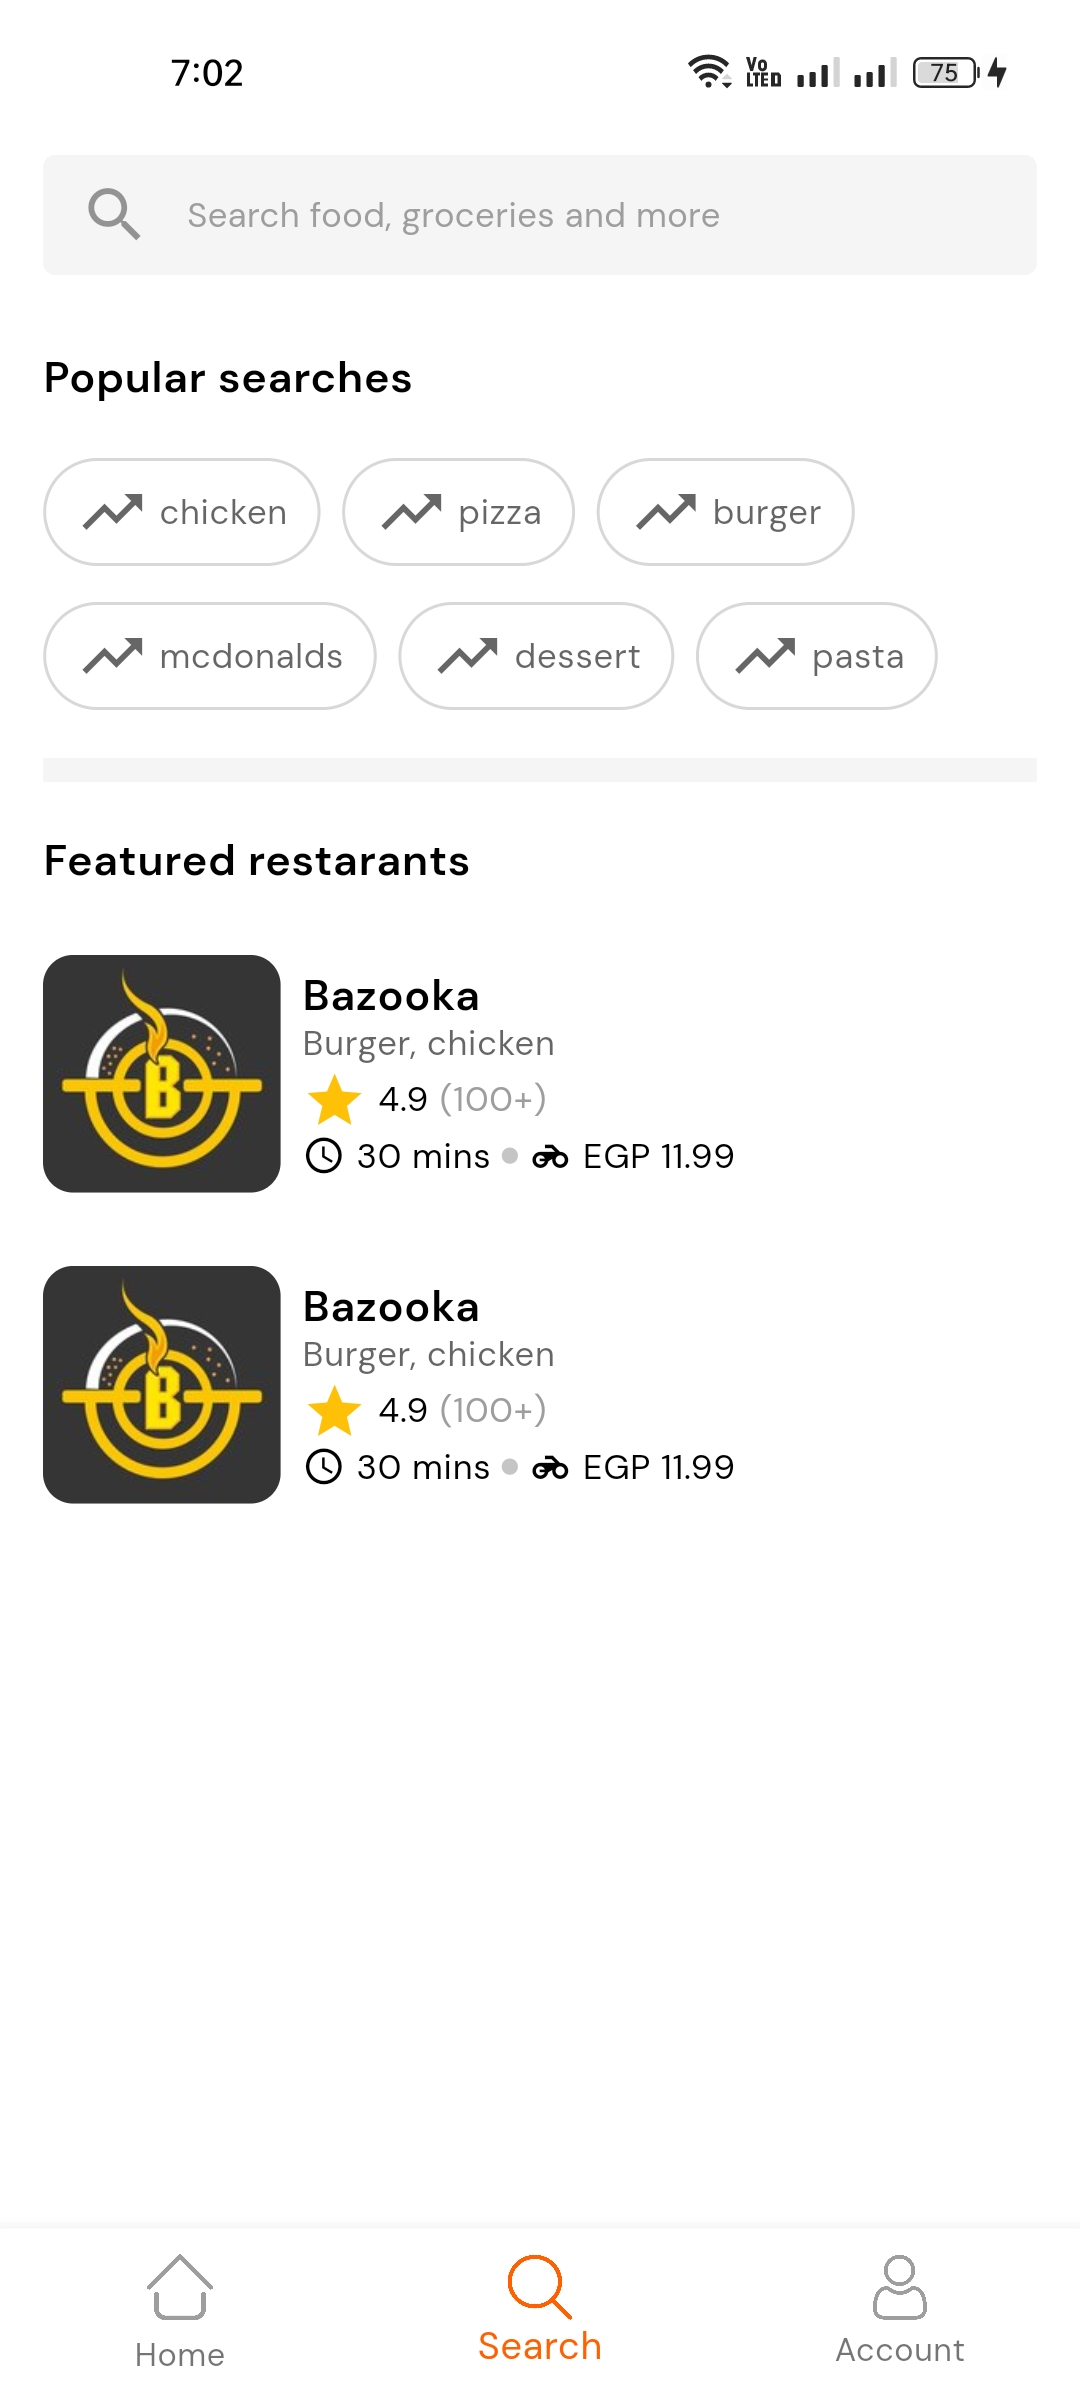 7:02
Vo
LTED
75
Search food, groceries and more
Popular searches
chicken pizza burger
mcdonalds dessert pasta
Featured restarants
B
Bazooka
Burger, chicken
4.9 (100+)
30 mins EGP 11.99
B
Bazooka
Burger, chicken
4.9 (100+)
30 mins EGP 11.99
Home Search Account